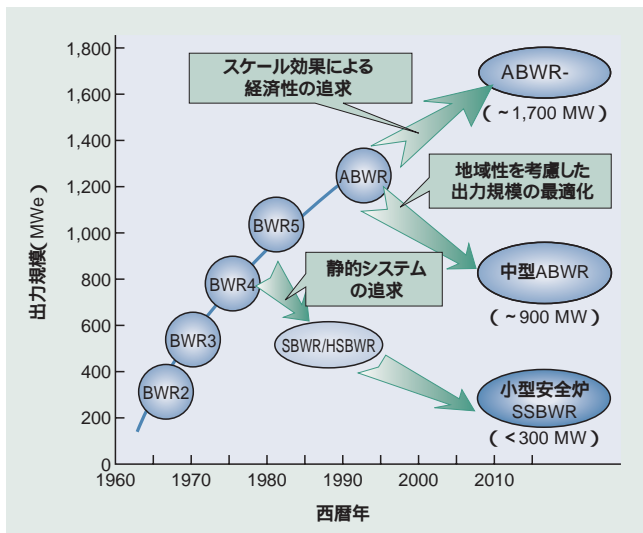 出力規模(MWe)
1,800
1,600
1,400
1,200
1,000
800
600
400
200
0
1960
1970
1980
1990
2000
2010
西暦年
スケール効果による
経済性の追求
ABWR-
(~1,700 MW)
地域性を考慮した
出力規模の最適化
ABWR
BWR5
静的システム
の追求
中型ABWR
(~900 MW)
BWR4
BWR3
SBWR/HSBWR
BWR2
小型安全炉
SSBWR
(<300 MW)